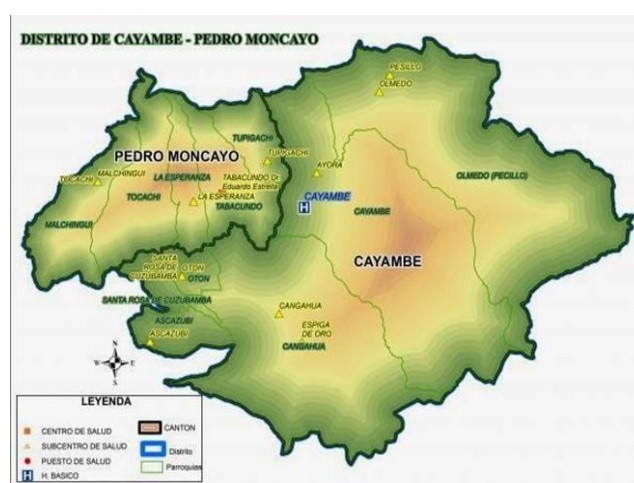 DISTRITO DE CAYAMBE - PEDRO MONCAYO
PESILLO
OLMEDO
TUPIGACHI
TUPIGACHI
PEDRO MONCAYO
AYORA
OLMEDO (PECILLO)
TOCACHI
MALCHINGUI
LA ESPERANZA
TABACUNDO Dr
Eduardo Estrella
TOCACHI
LA ESPERANZA
TABACUNDO
CAYAMBE
H
CAYAMBE
MALCHINGUI
CAYAMBE
SANTA
ROSA DE
CUZUBAMBA
OTON
OTON
SANTA ROSA DE CUZUBAMBA
ASCAZUBI
ASCAZUBI
CANGAHUA
ESPIGA
DE ORO
CANGAHUA
N
W
E
S
LEYENDA
CENTRO DE SALUD
SUBCENTRO DE SALUD
PUESTO DE SALUD
H H. BASICO
CANTON
Distrito
Parroquias